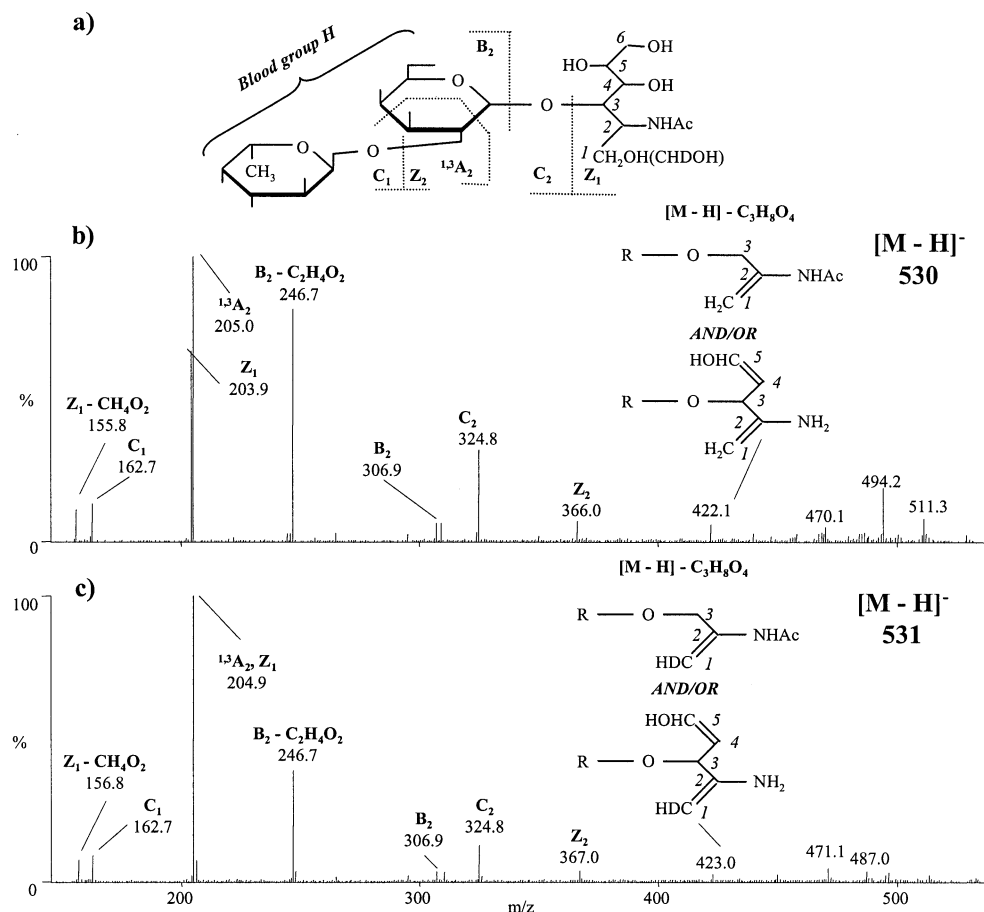 a)
Blood group H
B₂
6
OH
HO
5
4
OH
O
O
3
2
NHAc
1
CH₂OH(CHDOH)
O
O
CH₃
C₁
Z₂
¹,³A₂
C₂
Z₁
b)
[M - H] - C₃H₈O₄
[M - H]⁻
530
100
%
0
R
O
3
2
NHAc
H₂C
1
AND/OR
HOHC
5
4
R
O
3
2
NH₂
H₂C
1
Z₁ - CH₄O₂
155.8
C₁
162.7
¹,³A₂
205.0
Z₁
203.9
B₂ - C₂H₄O₂
246.7
B₂
306.9
C₂
324.8
Z₂
366.0
422.1
470.1
494.2
511.3
200
300
400
500
c)
[M - H] - C₃H₈O₄
[M - H]⁻
531
100
%
0
R
O
3
2
NHAc
HDC
1
AND/OR
HOHC
5
4
R
O
3
2
NH₂
HDC
1
Z₁ - CH₄O₂
156.8
C₁
162.7
¹,³A₂, Z₁
204.9
B₂ - C₂H₄O₂
246.7
B₂
306.9
C₂
324.8
Z₂
367.0
423.0
471.1
487.0
200
300
400
500
m/z